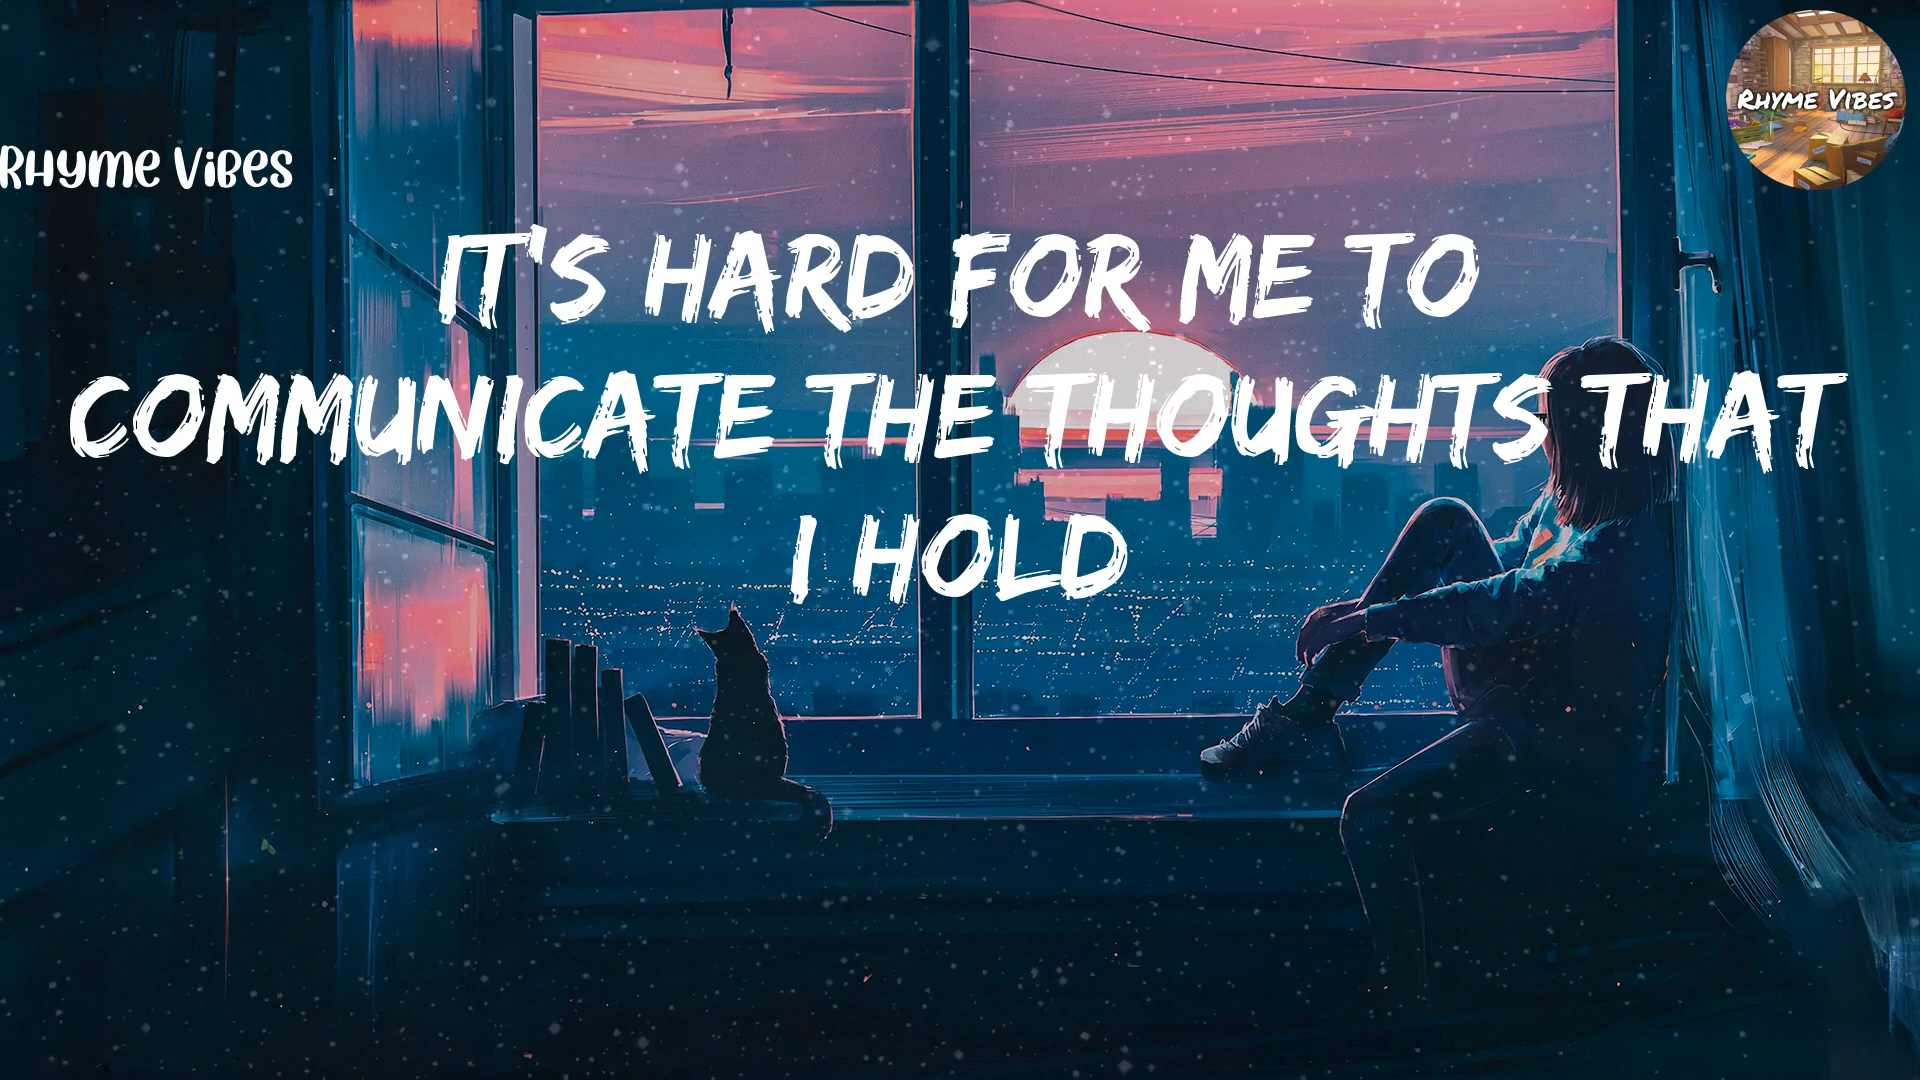 RHYME VIBES
RHYME VIBES
IT'S HARD FOR ME TO
COMMUNICATE THE THOUGHTS THAT
I HOLD